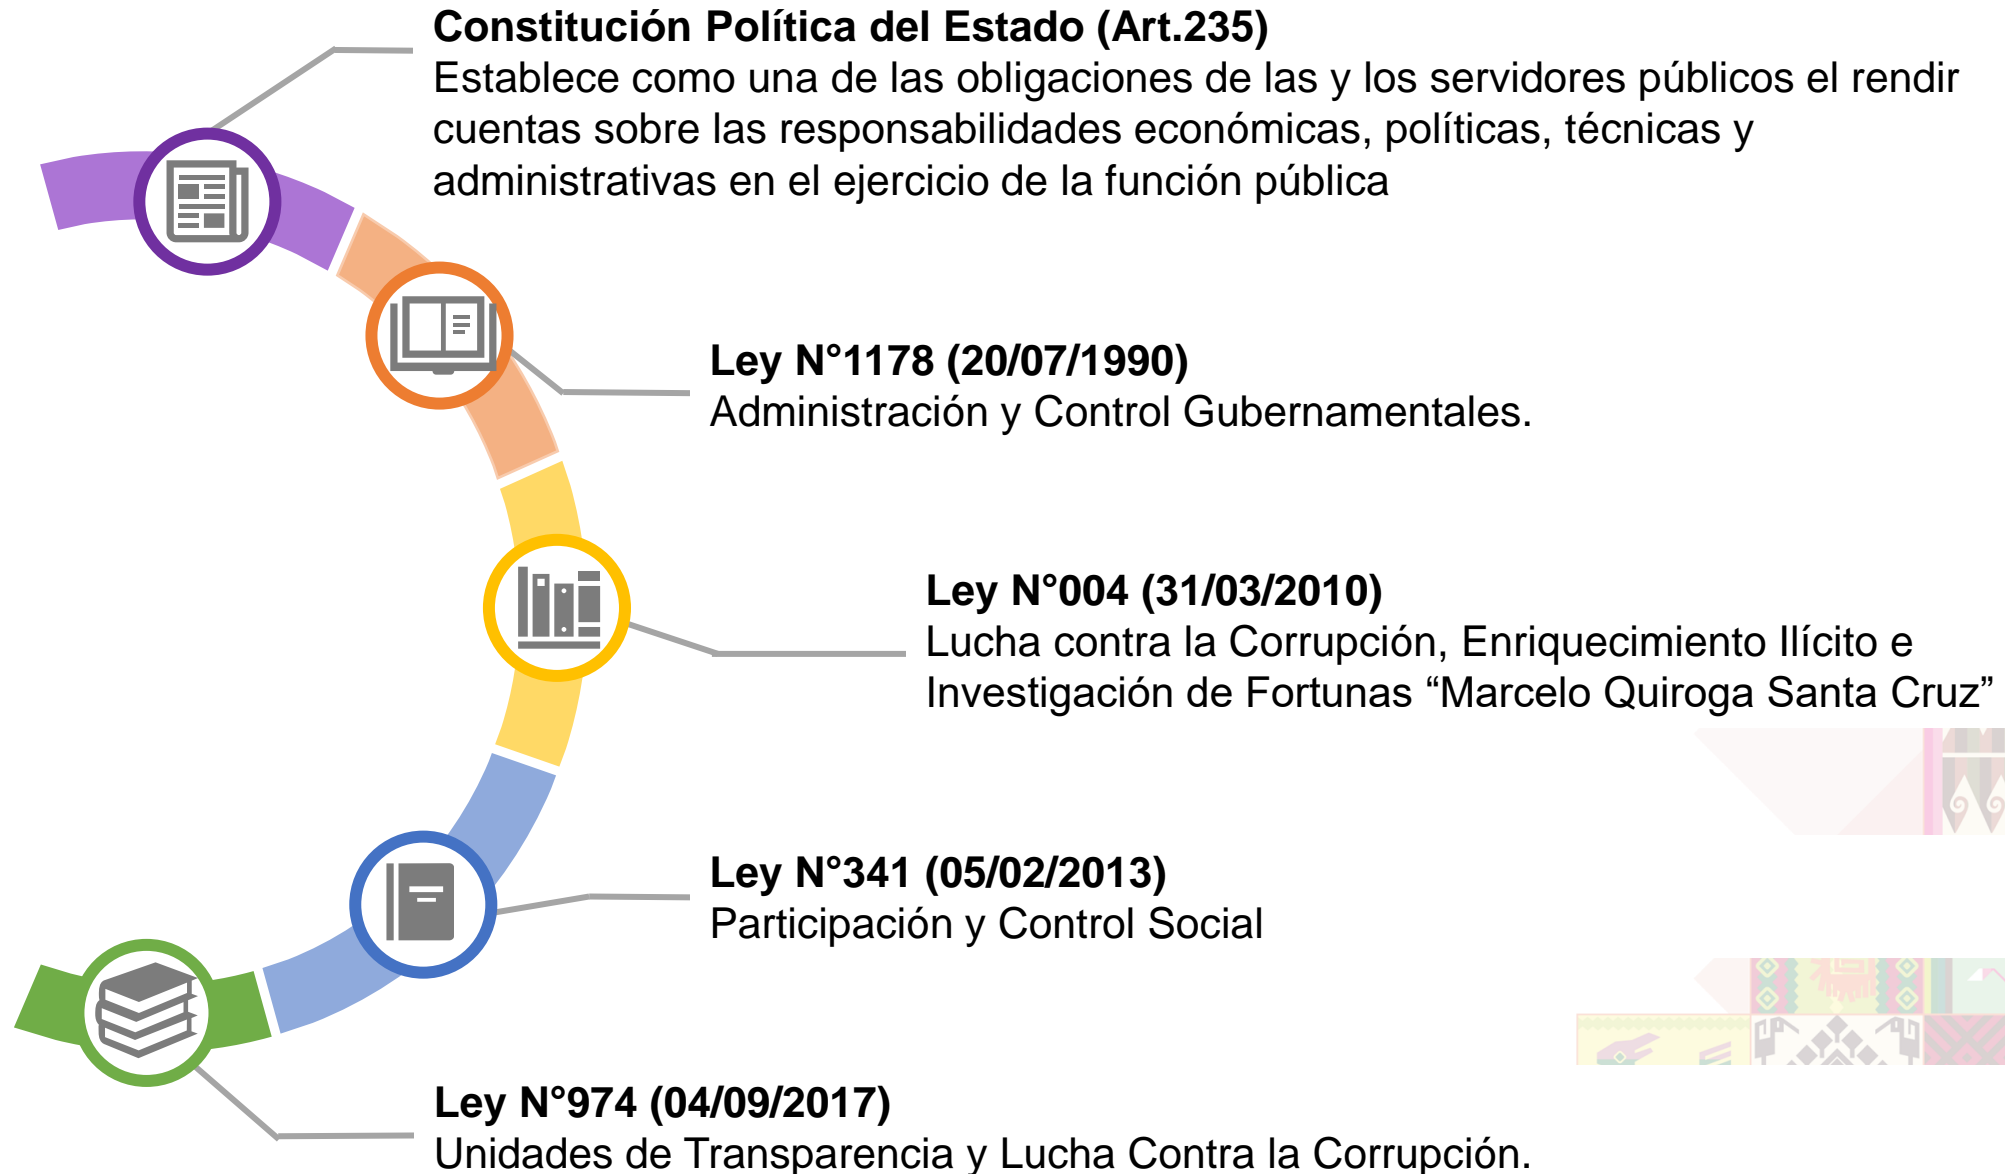 Constitución Política del Estado (Art.235)
Establece como una de las obligaciones de las y los servidores públicos el rendir
cuentas sobre las responsabilidades económicas, políticas, técnicas y
administrativas en el ejercicio de la función pública
Ley N°1178 (20/07/1990)
Administración y Control Gubernamentales.
Ley N°004 (31/03/2010)
Lucha contra la Corrupción, Enriquecimiento Ilícito e
Investigación de Fortunas “Marcelo Quiroga Santa Cruz”
Ley N°341 (05/02/2013)
Participación y Control Social
Ley N°974 (04/09/2017)
Unidades de Transparencia y Lucha Contra la Corrupción.